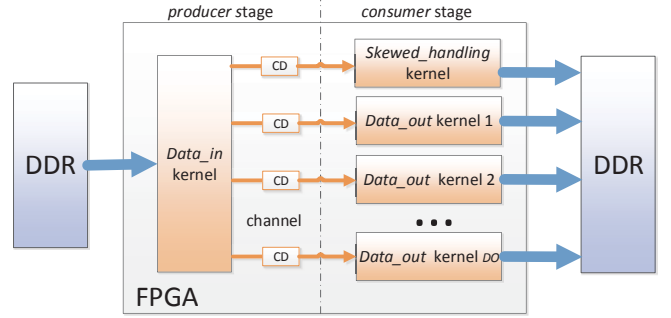 producer stage
consumer stage
DDR
Data_in
kernel
CD
CD
CD
CD
channel
FPGA
Skewed_handling
kernel
Data_out kernel 1
Data_out kernel 2
...
Data_out kernel DO
DDR